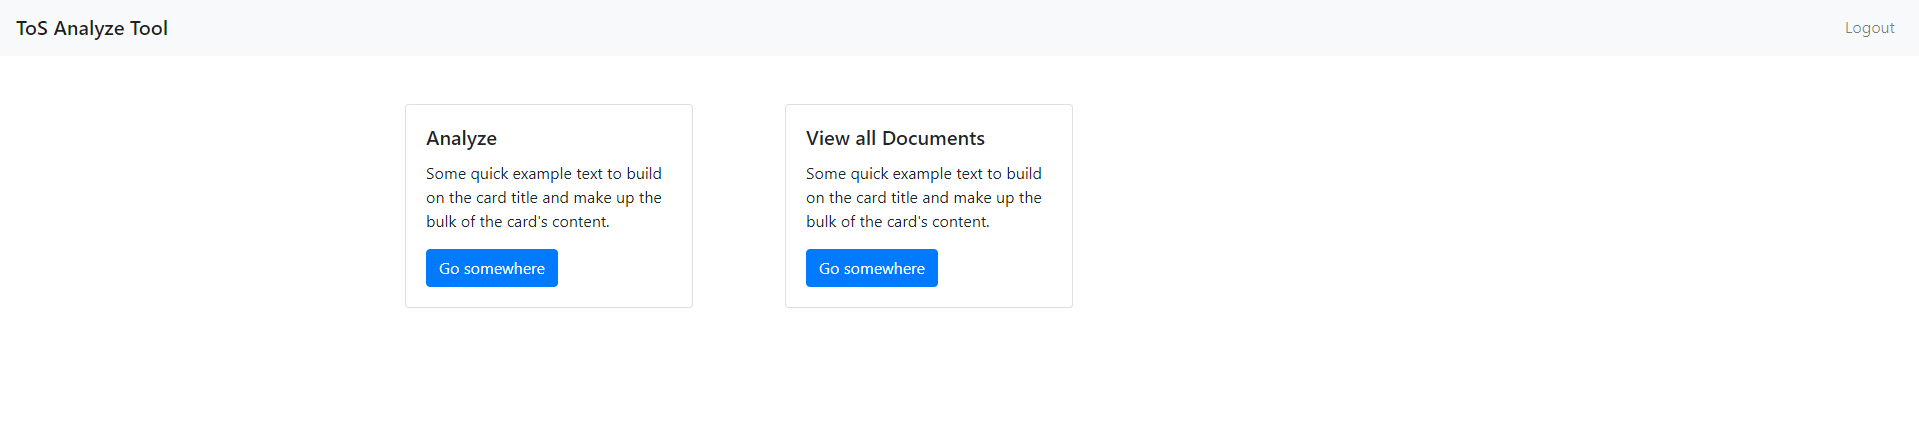 ToS Analyze Tool
Logout
Analyze
Some quick example text to build
on the card title and make up the
bulk of the card's content.
Go somewhere
View all Documents
Some quick example text to build
on the card title and make up the
bulk of the card's content.
Go somewhere